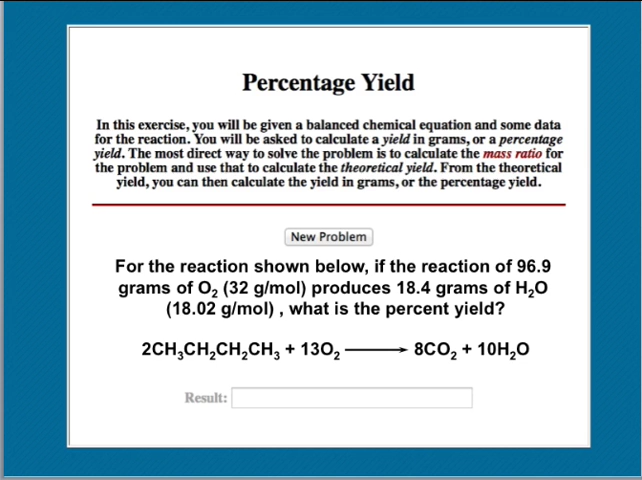 Percentage Yield
In this exercise, you will be given a balanced chemical equation and some data
for the reaction. You will be asked to calculate a yield in grams, or a percentage
yield. The most direct way to solve the problem is to calculate the mass ratio for
the problem and use that to calculate the theoretical yield. From the theoretical
yield, you can then calculate the yield in grams, or the percentage yield.
New Problem
For the reaction shown below, if the reaction of 96.9
grams of O₂ (32 g/mol) produces 18.4 grams of H₂O
(18.02 g/mol) , what is the percent yield?
2CH₃CH₂CH₂CH₃ + 13O₂ ⟶ 8CO₂ + 10H₂O
Result: